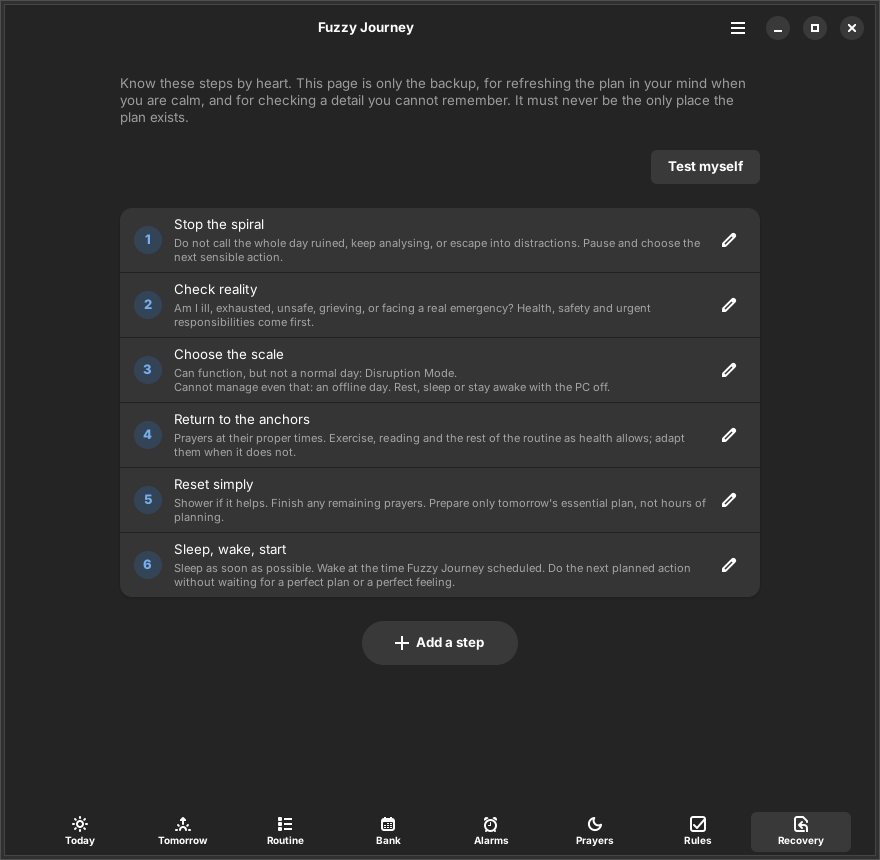 Fuzzy Journey
Know these steps by heart. This page is only the backup, for refreshing the plan in your mind when
you are calm, and for checking a detail you cannot remember. It must never be the only place the
plan exists.
Test myself
1
Stop the spiral
Do not call the whole day ruined, keep analysing, or escape into distractions. Pause and choose the
next sensible action.
2
Check reality
Am I ill, exhausted, unsafe, grieving, or facing a real emergency? Health, safety and urgent
responsibilities come first.
3
Choose the scale
Can function, but not a normal day: Disruption Mode.
Cannot manage even that: an offline day. Rest, sleep or stay awake with the PC off.
4
Return to the anchors
Prayers at their proper times. Exercise, reading and the rest of the routine as health allows; adapt
them when it does not.
5
Reset simply
Shower if it helps. Finish any remaining prayers. Prepare only tomorrow's essential plan, not hours of
planning.
6
Sleep, wake, start
Sleep as soon as possible. Wake at the time Fuzzy Journey scheduled. Do the next planned action
without waiting for a perfect plan or a perfect feeling.
Add a step
Today
Tomorrow
Routine
Bank
Alarms
Prayers
Rules
Recovery